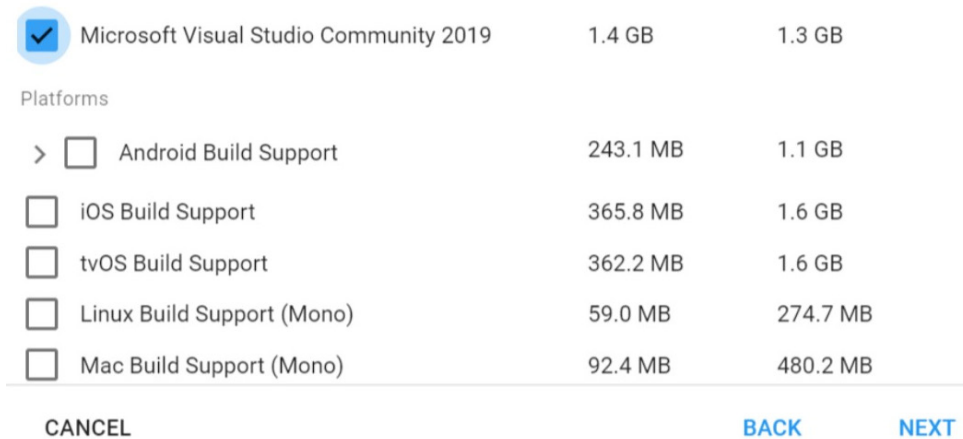 Microsoft Visual Studio Community 2019 1.4 GB 1.3 GB
Platforms
Android Build Support 243.1 MB 1.1 GB
iOS Build Support 365.8 MB 1.6 GB
tvOS Build Support 362.2 MB 1.6 GB
Linux Build Support (Mono) 59.0 MB 274.7 MB
Mac Build Support (Mono) 92.4 MB 480.2 MB
CANCEL BACK NEXT